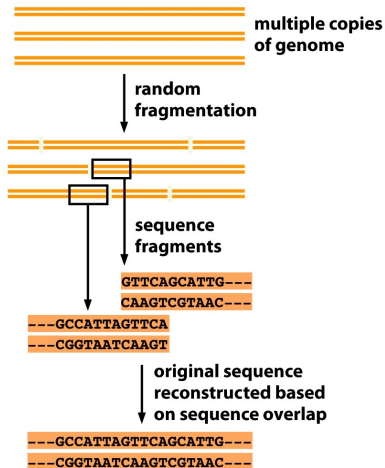 multiple copies
of genome
random
fragmentation
sequence
fragments
GTTCAGCATTG---
CAAGTCGTAAC---
---GCCATTAGTTCA
---CGGTAATCAAGT
original sequence
reconstructed based
on sequence overlap
---GCCATTAGTTCAGCATTG---
---CGGTAATCAAGTCGTAAC---